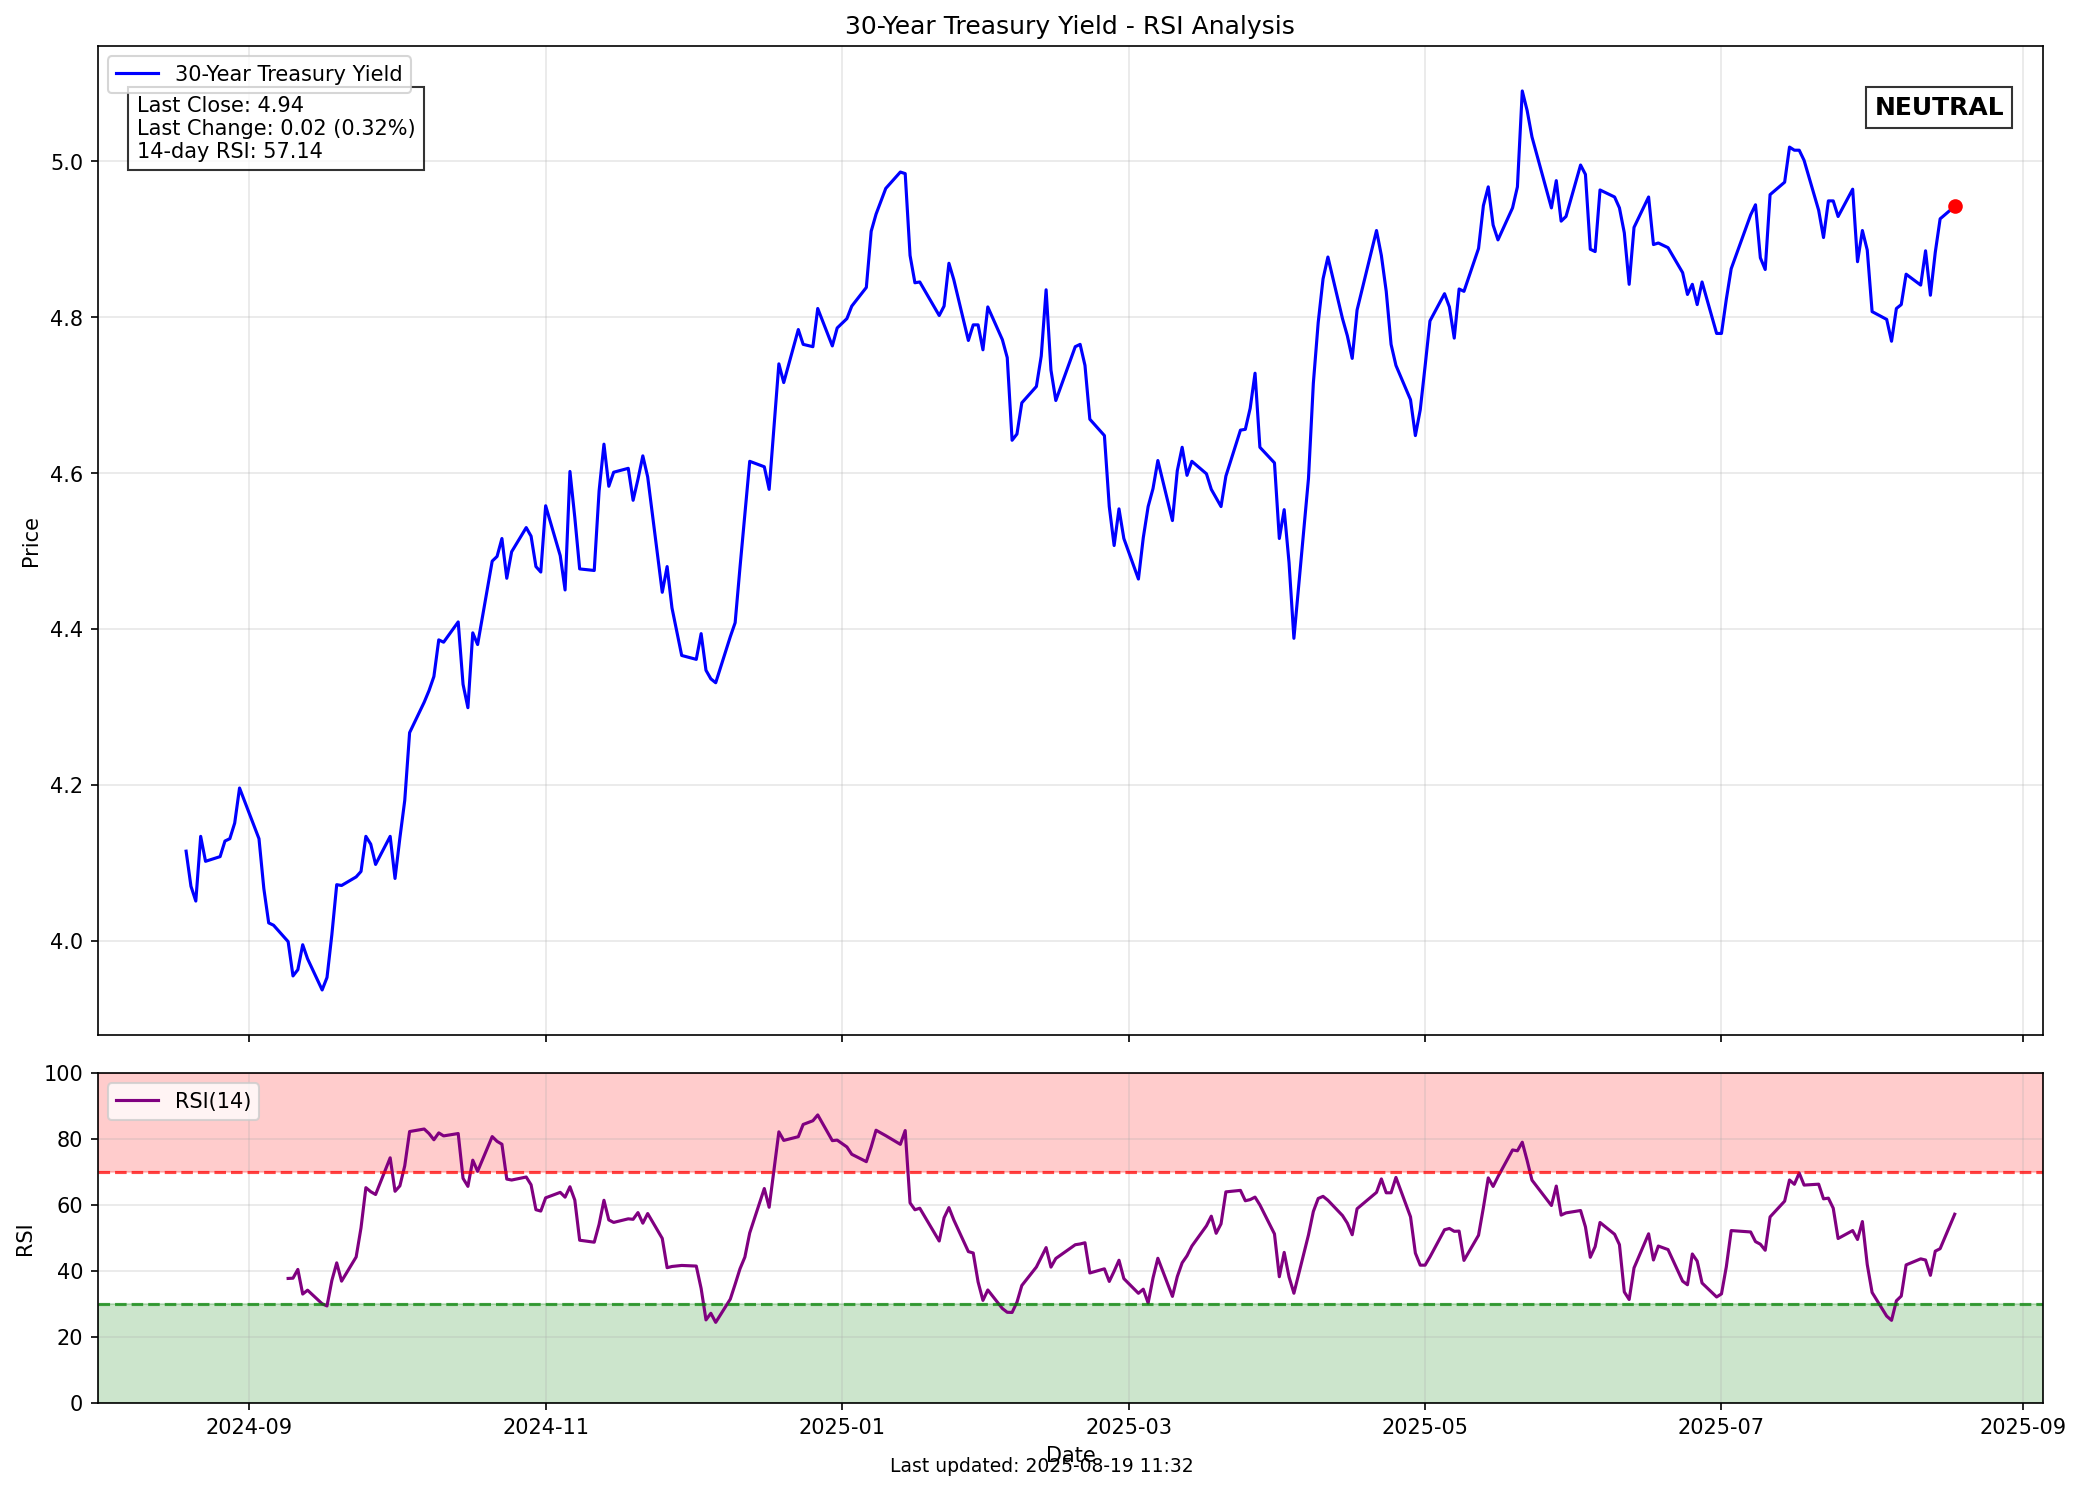 30-Year Treasury Yield - RSI Analysis
30-Year Treasury Yield
Last Close: 4.94
Last Change: 0.02 (0.32%)
14-day RSI: 57.14
NEUTRAL
Price
5.0
4.8
4.6
4.4
4.2
4.0
RSI(14)
RSI
100
80
60
40
20
0
2024-09
2024-11
2025-01
2025-03
2025-05
2025-07
2025-09
Date
Last updated: 2025-08-19 11:32